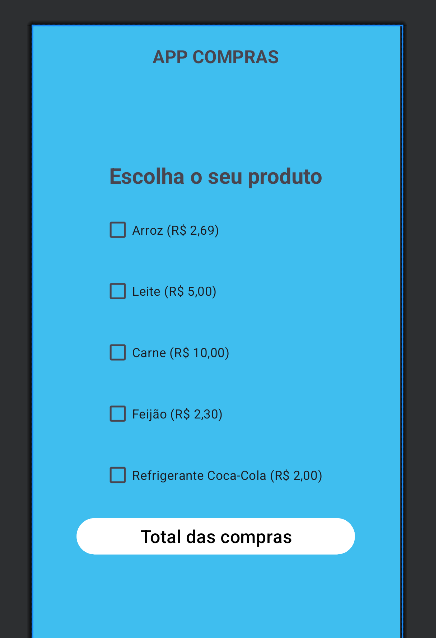 APP COMPRAS
Escolha o seu produto
Arroz (R$ 2,69)
Leite (R$ 5,00)
Carne (R$ 10,00)
Feijão (R$ 2,30)
Refrigerante Coca-Cola (R$ 2,00)
Total das compras